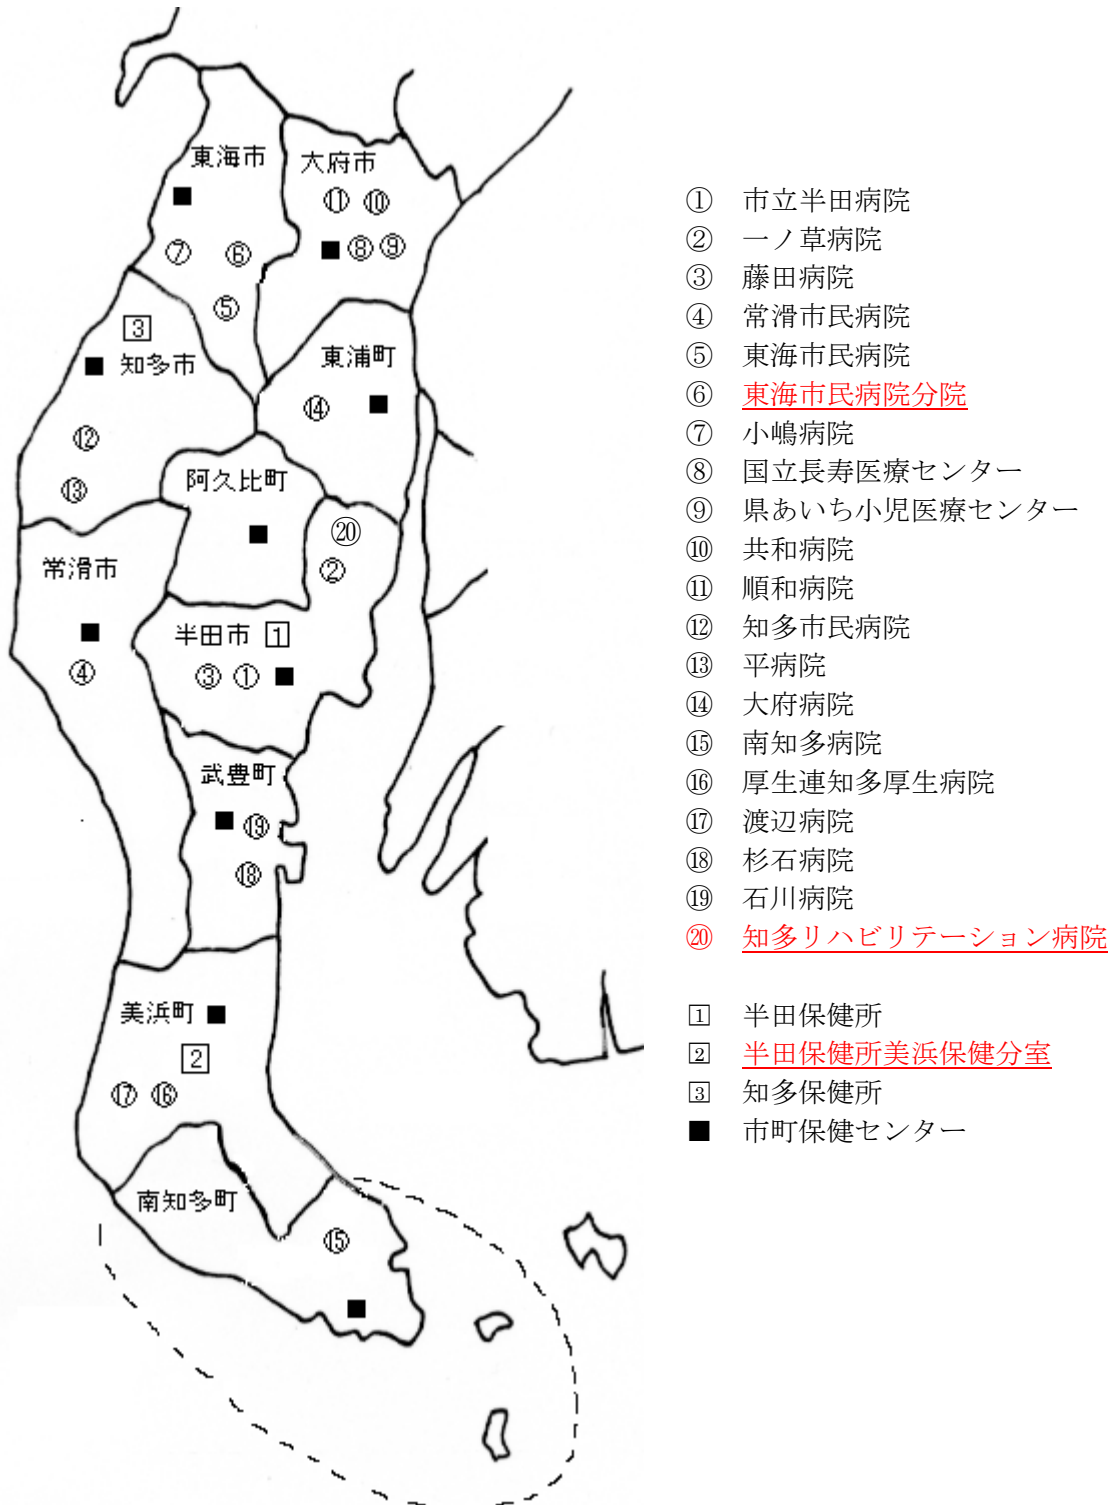 東海市
大府市
⑪ ⑩
■
■ ⑧ ⑨
⑦ ⑥
⑤
3
■ 知多市
東浦町
⑭ ■
⑫
⑬
阿久比町
■
⑳
②
常滑市
■
④
半田市 1
③ ① ■
武豊町
■ ⑲
⑱
美浜町 ■
2
⑰ ⑯
南知多町
⑮
■
① 市立半田病院
② 一ノ草病院
③ 藤田病院
④ 常滑市民病院
⑤ 東海市民病院
⑥ 東海市民病院分院
⑦ 小嶋病院
⑧ 国立長寿医療センター
⑨ 県あいち小児医療センター
⑩ 共和病院
⑪ 順和病院
⑫ 知多市民病院
⑬ 平病院
⑭ 大府病院
⑮ 南知多病院
⑯ 厚生連知多厚生病院
⑰ 渡辺病院
⑱ 杉石病院
⑲ 石川病院
⑳ 知多リハビリテーション病院
1 半田保健所
2 半田保健所美浜保健分室
3 知多保健所
■ 市町保健センター